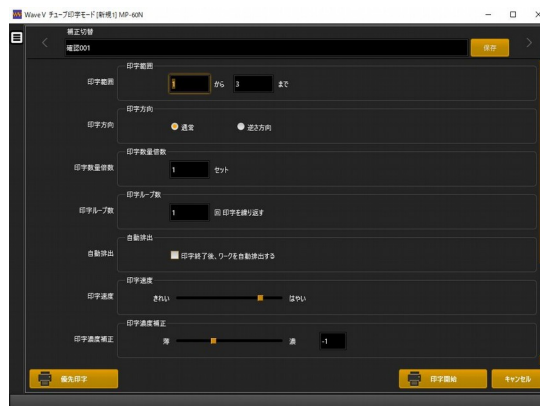 Wave V チューブ印字モード [新規1] MP-60N
補正切替
確認001
保存
印字範囲
印字範囲 1 から 3 まで
印字方向
印字方向 通常 逆さ方向
印字数量倍数
印字数量倍数 1 セット
印字ループ数
印字ループ数 1 回 印字を繰り返す
自動排出
自動排出 印字終了後、ワークを自動排出する
印字速度
印字速度 きれい はやい
印字濃度補正
印字濃度補正 薄 濃 -1
優先印字 印字開始 キャンセル